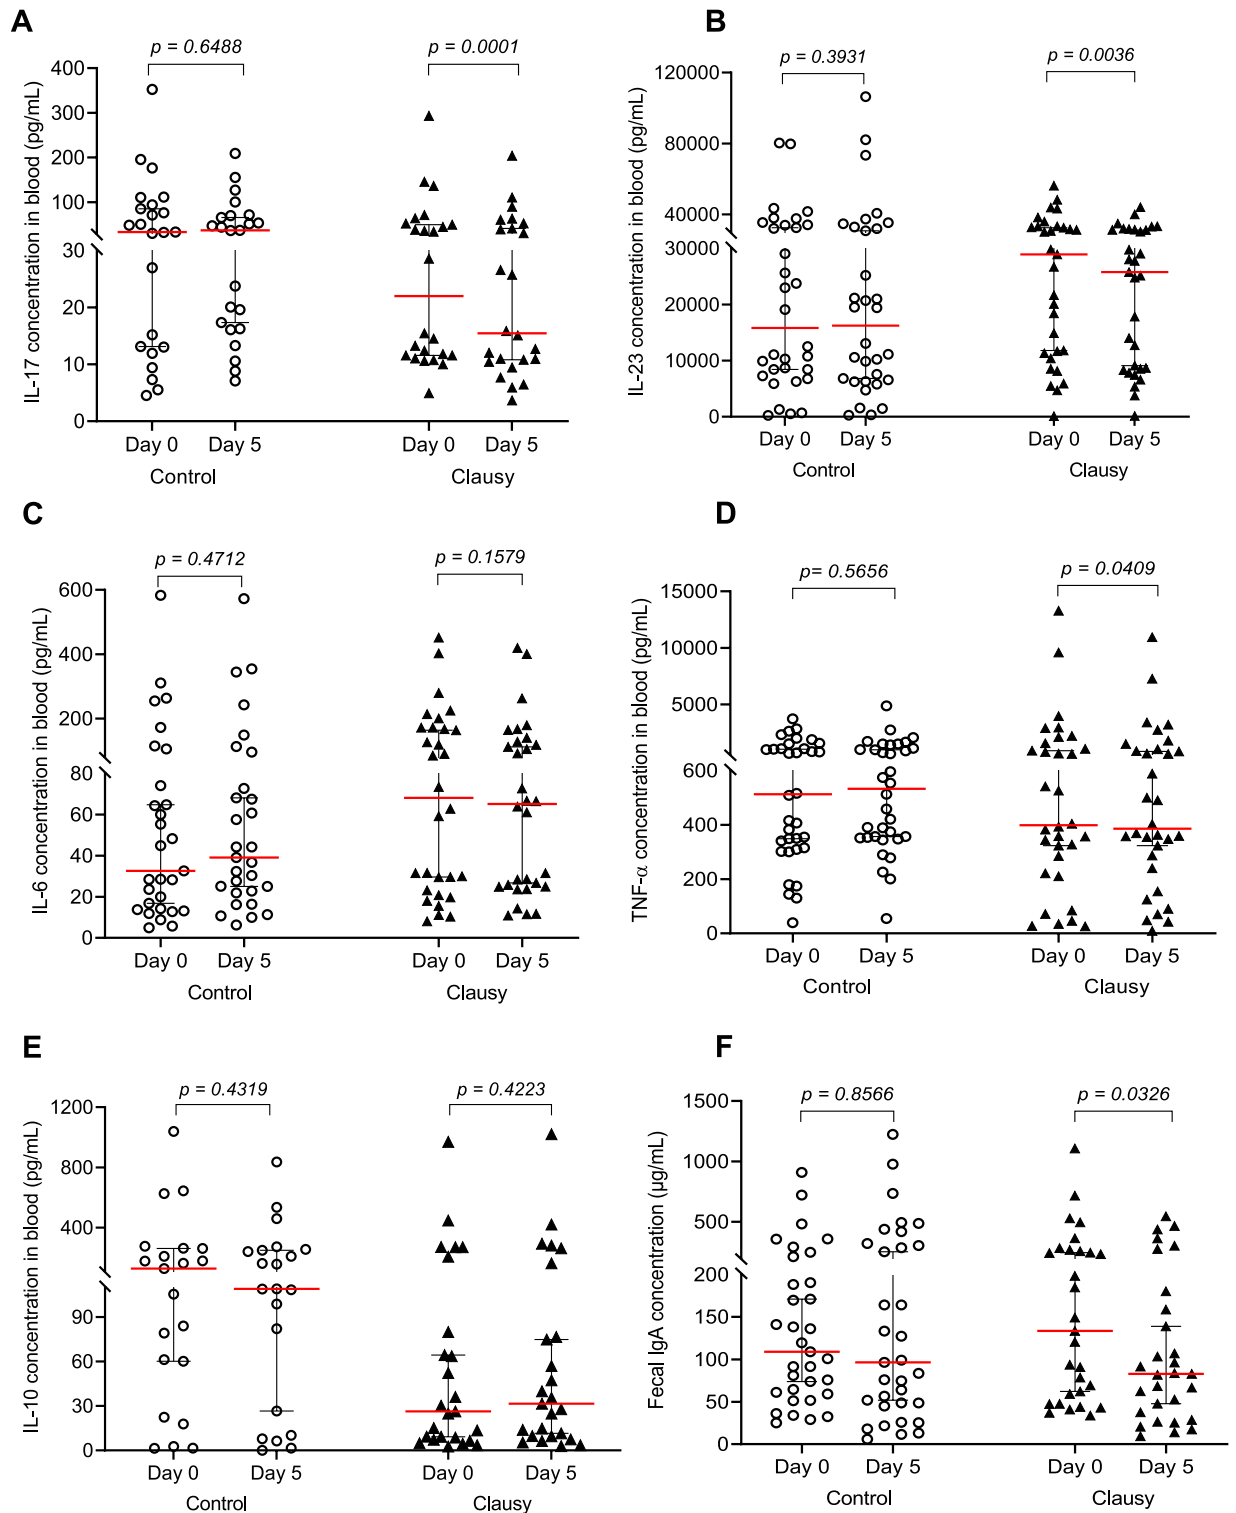 A
p = 0.6488
p = 0.0001
IL-17 concentration in blood (pg/mL)
400
300
200
100
30
20
10
0
Day 0
Day 5
Day 0
Day 5
Control
Clausy
B
p = 0.3931
p = 0.0036
IL-23 concentration in blood (pg/mL)
120000
80000
40000
30000
20000
10000
0
Day 0
Day 5
Day 0
Day 5
Control
Clausy
C
p = 0.4712
p = 0.1579
IL-6 concentration in blood (pg/mL)
600
400
200
80
60
40
20
0
Day 0
Day 5
Day 0
Day 5
Control
Clausy
D
p= 0.5656
p = 0.0409
TNF-α concentration in blood (pg/mL)
15000
10000
5000
600
400
200
0
Day 0
Day 5
Day 0
Day 5
Control
Clausy
E
p = 0.4319
p = 0.4223
IL-10 concentration in blood (pg/mL)
1200
800
400
90
60
30
0
Day 0
Day 5
Day 0
Day 5
Control
Clausy
F
p = 0.8566
p = 0.0326
Fecal IgA concentration (µg/mL)
1500
1000
500
200
150
100
50
0
Day 0
Day 5
Day 0
Day 5
Control
Clausy